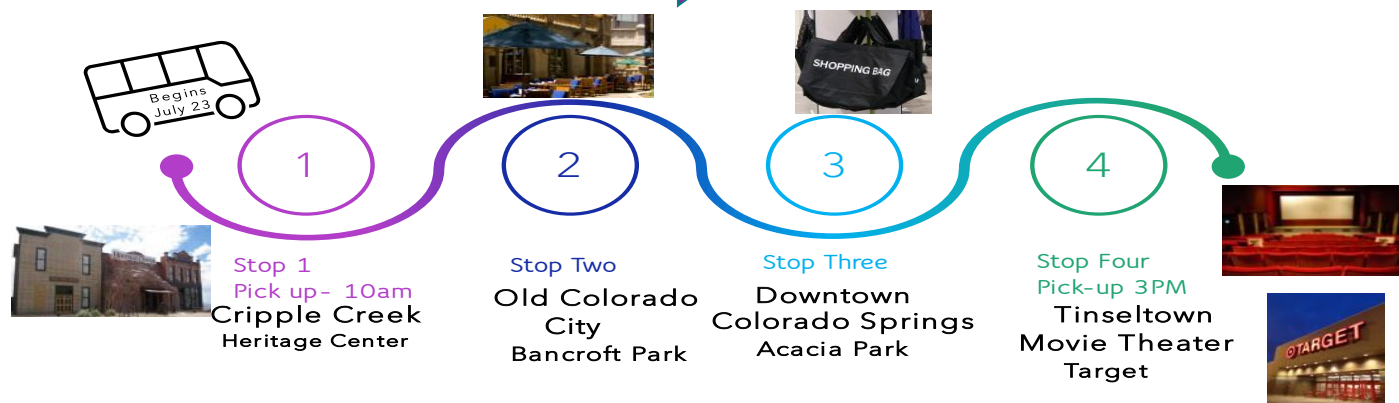 Begins
July 23
SHOPPING BAG
1
2
3
4
Stop 1
Pick up- 10am
Cripple Creek
Heritage Center
Stop Two
Old Colorado
City
Bancroft Park
Stop Three
Downtown
Colorado Springs
Acacia Park
Stop Four
Pick-up 3PM
Tinseltown
Movie Theater
Target
TARGET